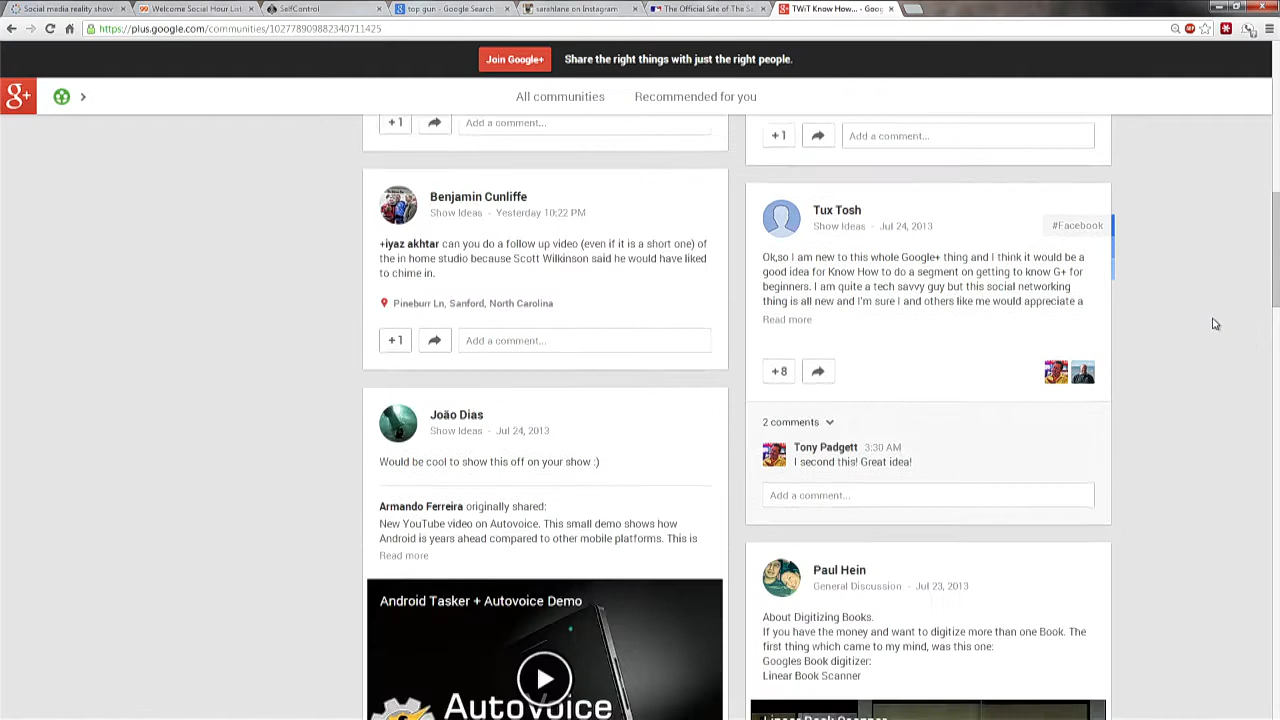 Social media reality show
Welcome Social Hour List
SelfControl
top gun - Google Search
sarahlane on Instagram
The Official Site of The Sa
TWiT Know How... - Goo
https://plus.google.com/communities/102778909882340711425
Join Google+
Share the right things with just the right people.
g+
All communities
Recommended for you
+1
Add a comment...
Benjamin Cunliffe
Show Ideas - Yesterday 10:22 PM
+iyaz akhtar can you do a follow up video (even if it is a short one) of
the in home studio because Scott Wilkinson said he would have liked
to chime in.
Pineburr Ln, Sanford, North Carolina
+1
Add a comment...
João Dias
Show Ideas - Jul 24, 2013
Would be cool to show this off on your show :)
Armando Ferreira originally shared:
New YouTube video on Autovoice. This small demo shows how
Android is years ahead compared to other mobile platforms. This is
Read more
Android Tasker + Autovoice Demo
AutoVoice
+1
Add a comment...
Tux Tosh
Show Ideas - Jul 24, 2013
#Facebook
Ok,so I am new to this whole Google+ thing and I think it would be a
good idea for Know How to do a segment on getting to know G+ for
beginners. I am quite a tech savvy guy but this social networking
thing is all new and I'm sure I and others like me would appreciate a
Read more
+8
2 comments
Tony Padgett 3:30 AM
I second this! Great idea!
Add a comment...
Paul Hein
General Discussion - Jul 23, 2013
About Digitizing Books.
If you have the money and want to digitize more than one Book. The
first thing which came to my mind, was this one:
Googles Book digitizer:
Linear Book Scanner
Linear Book Scanner